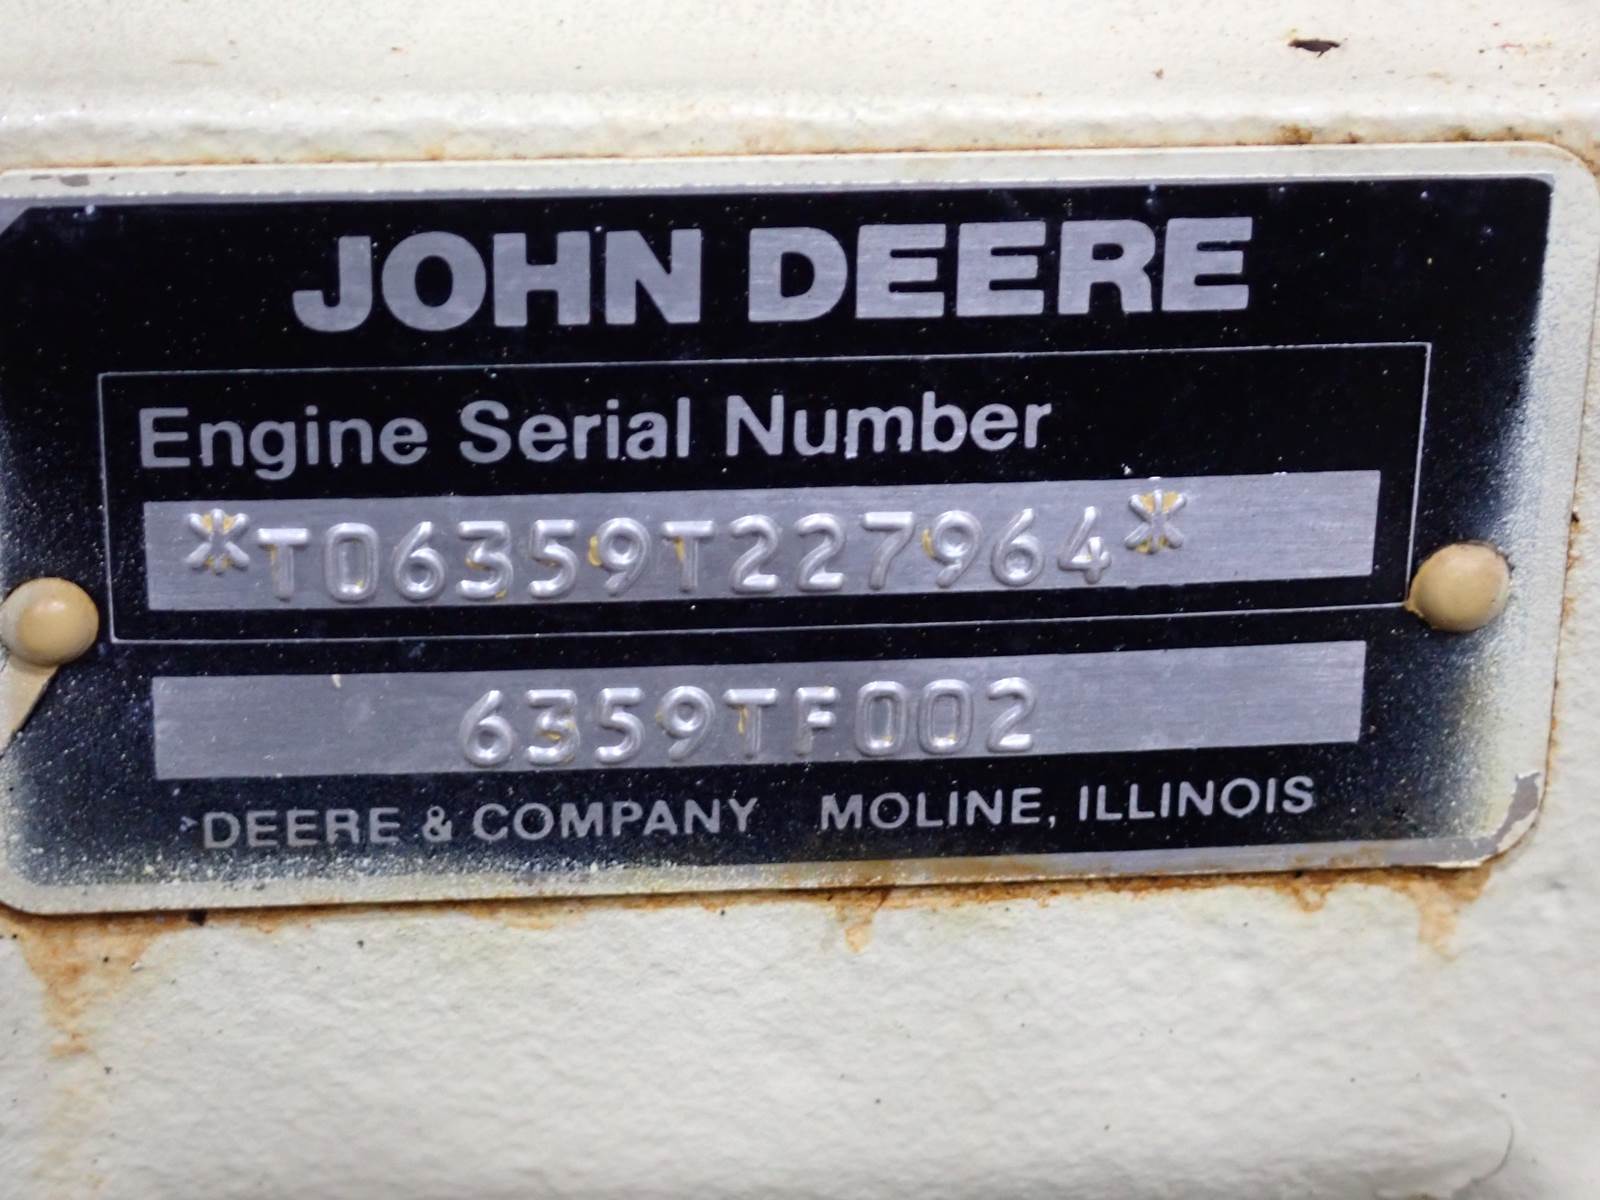 JOHN DEERE
Engine Serial Number
*T06359T227964*
6359TF002
DEERE & COMPANY MOLINE, ILLINOIS